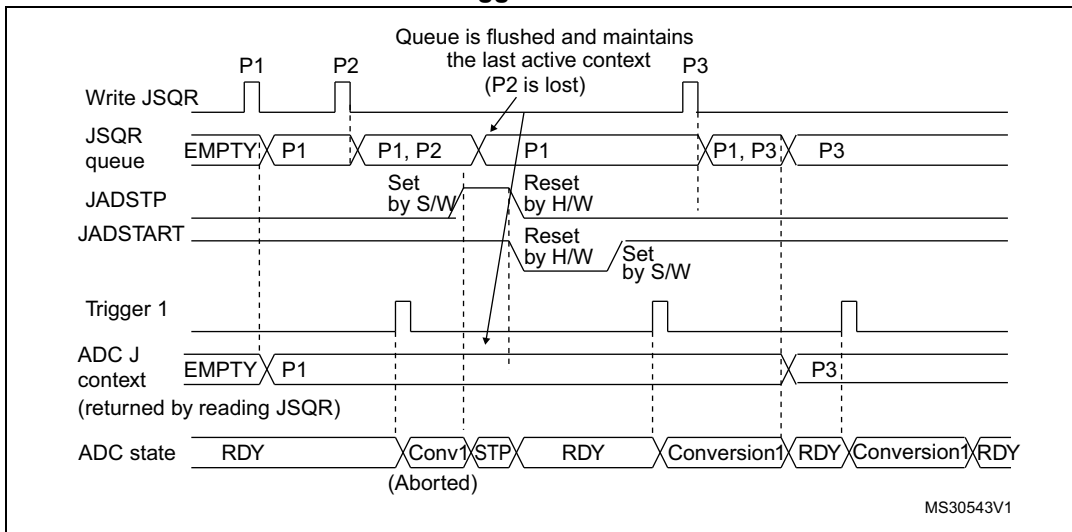 Queue is flushed and maintains
the last active context
(P2 is lost)
P1 P2 P3
Write JSQR
JSQR
queue
EMPTY P1 P1, P2 P1 P1, P3 P3
Set
by S/W
Reset
by H/W
JADSTP
JADSTART
Reset
by H/W
Set
by S/W
Trigger 1
ADC J
context
EMPTY P1 P3
(returned by reading JSQR)
ADC state RDY Conv1 STP RDY Conversion1 RDY Conversion1 RDY
(Aborted)
MS30543V1